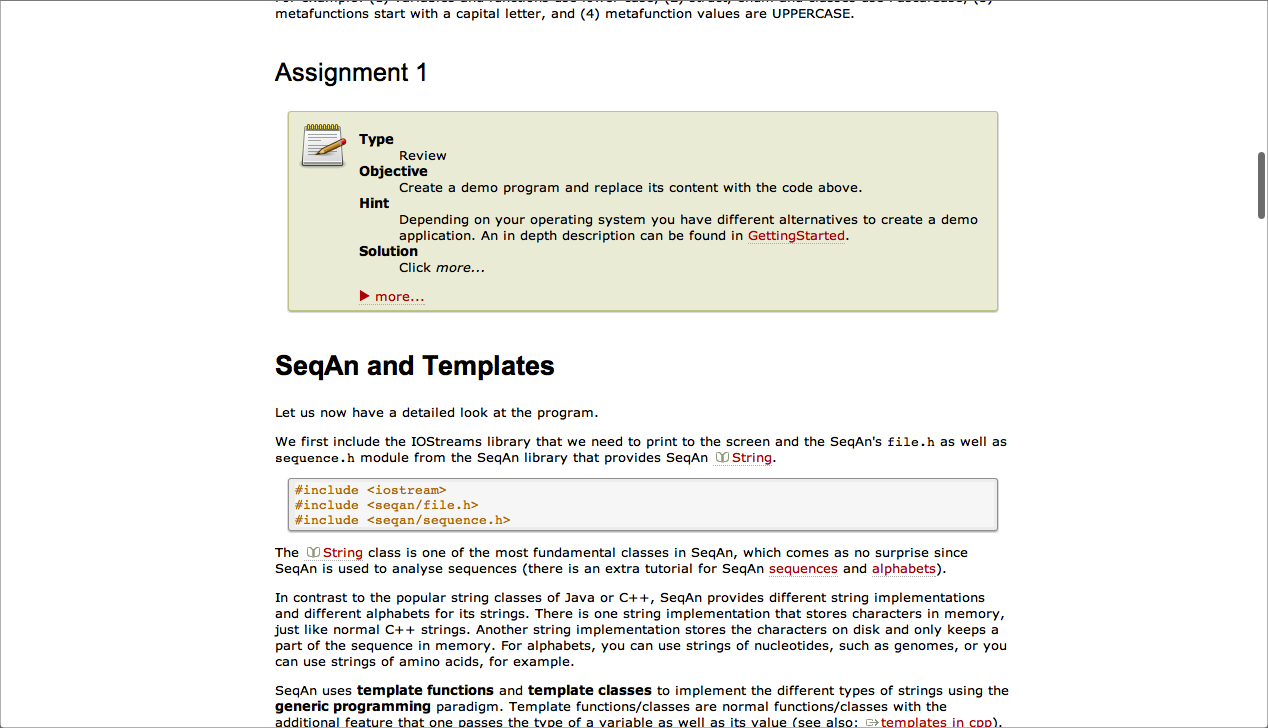 metafunctions start with a capital letter, and (4) metafunction values are UPPERCASE.
Assignment 1
Type
Review
Objective
Create a demo program and replace its content with the code above.
Hint
Depending on your operating system you have different alternatives to create a demo
application. An in depth description can be found in GettingStarted.
Solution
Click more...
more...
SeqAn and Templates
Let us now have a detailed look at the program.
We first include the IOStreams library that we need to print to the screen and the SeqAn's file.h as well as
sequence.h module from the SeqAn library that provides SeqAn String.
#include <iostream>
#include <seqan/file.h>
#include <seqan/sequence.h>
The String class is one of the most fundamental classes in SeqAn, which comes as no surprise since
SeqAn is used to analyse sequences (there is an extra tutorial for SeqAn sequences and alphabets).
In contrast to the popular string classes of Java or C++, SeqAn provides different string implementations
and different alphabets for its strings. There is one string implementation that stores characters in memory,
just like normal C++ strings. Another string implementation stores the characters on disk and only keeps a
part of the sequence in memory. For alphabets, you can use strings of nucleotides, such as genomes, or you
can use strings of amino acids, for example.
SeqAn uses template functions and template classes to implement the different types of strings using the
generic programming paradigm. Template functions/classes are normal functions/classes with the
additional feature that one passes the type of a variable as well as its value (see also: templates in cpp).